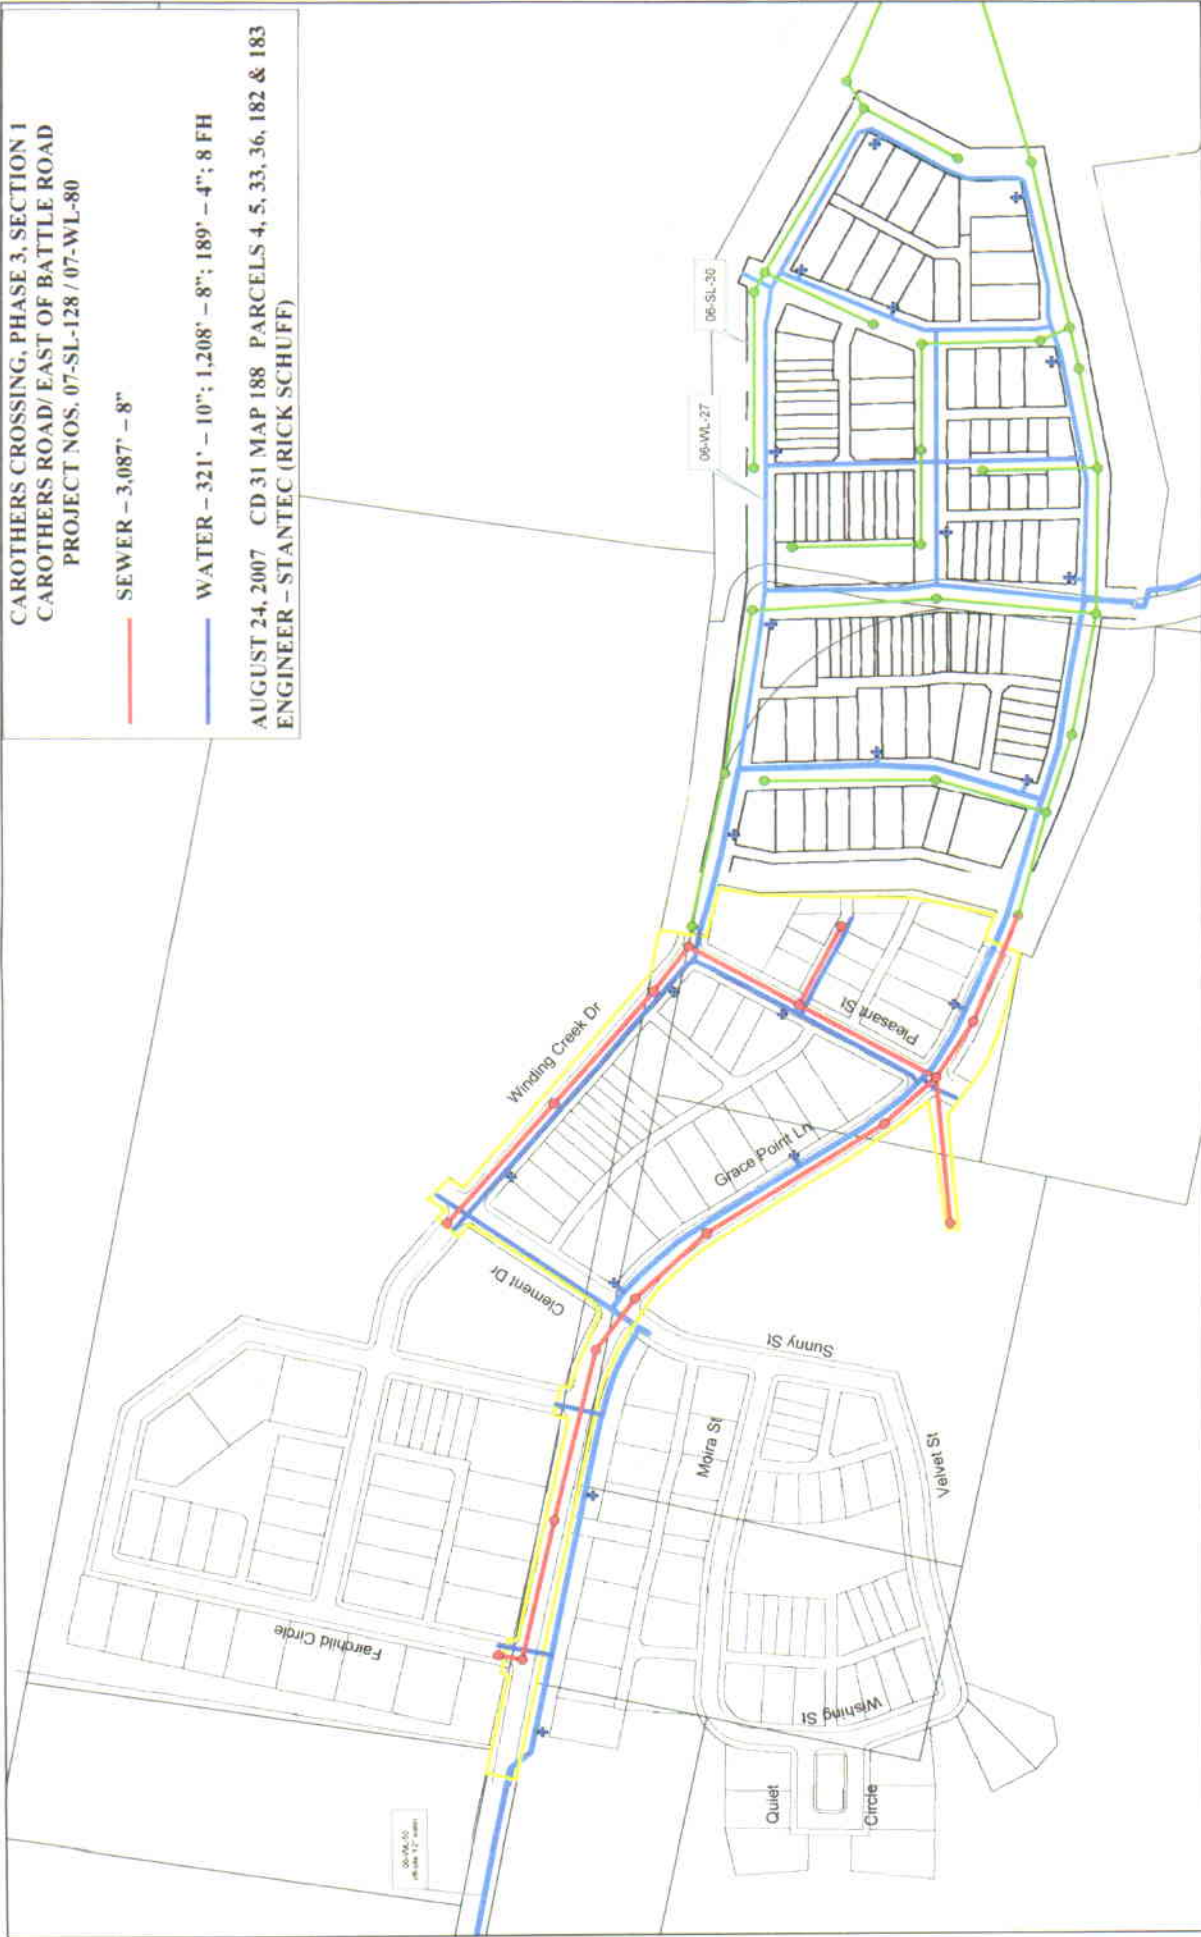 CAROTHERS CROSSING, PHASE 3, SECTION 1
CAROTHERS ROAD/ EAST OF BATTLE ROAD
PROJECT NOS. 07-SL-128 / 07-WL-80
SEWER – 3,087' – 8"
WATER – 321' – 10"; 1,208' – 8"; 189' – 4"; 8 FH
AUGUST 24, 2007 CD 31 MAP 188 PARCELS 4, 5, 33, 36, 182 & 183
ENGINEER – STANTEC (RICK SCHUFF)
06-SL-30
06-WL-27
Winding Creek Dr
Pleasant St
Grace Point Ln
Clement Dr
Sunny St
Moira St
Velvet St
Fairchild Circle
Wishing St
Quiet
Circle